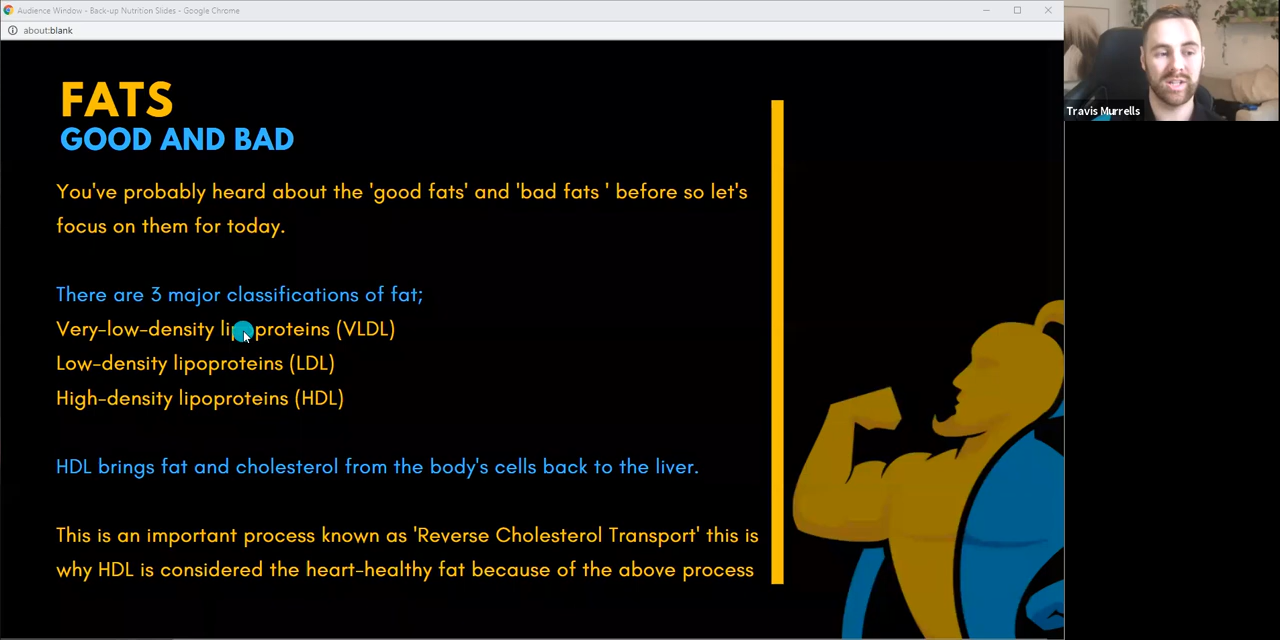 Audience Window - Back-up Nutrition Slides - Google Chrome
about:blank
Travis Murrells
FATS
GOOD AND BAD
You've probably heard about the 'good fats' and 'bad fats ' before so let's
focus on them for today.
There are 3 major classifications of fat;
Very-low-density lipoproteins (VLDL)
Low-density lipoproteins (LDL)
High-density lipoproteins (HDL)
HDL brings fat and cholesterol from the body's cells back to the liver.
This is an important process known as 'Reverse Cholesterol Transport' this is
why HDL is considered the heart-healthy fat because of the above process